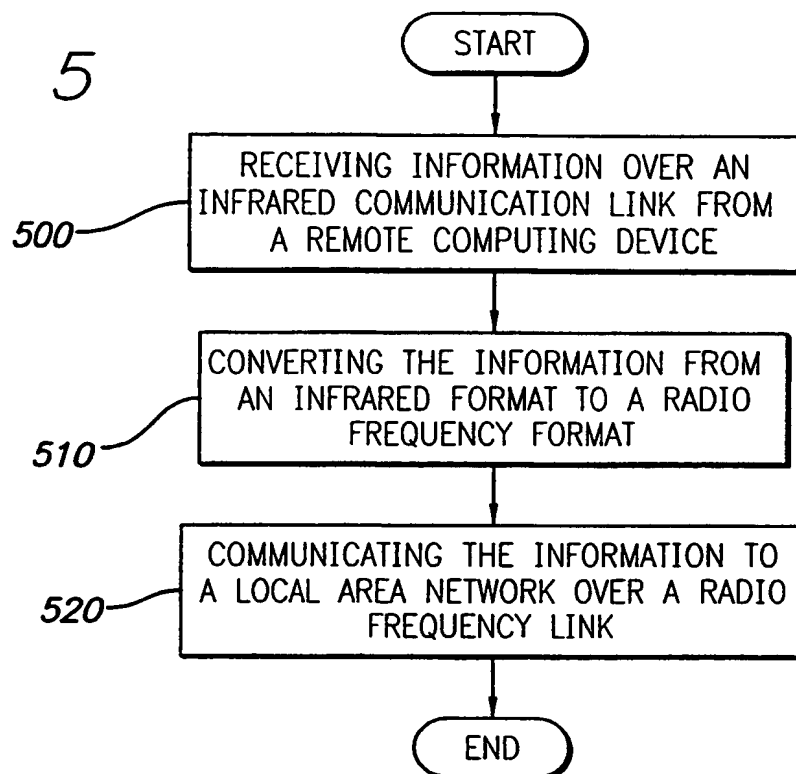 5
START
RECEIVING INFORMATION OVER AN
INFRARED COMMUNICATION LINK FROM
A REMOTE COMPUTING DEVICE
500
CONVERTING THE INFORMATION FROM
AN INFRARED FORMAT TO A RADIO
FREQUENCY FORMAT
510
COMMUNICATING THE INFORMATION TO
A LOCAL AREA NETWORK OVER A RADIO
FREQUENCY LINK
520
END